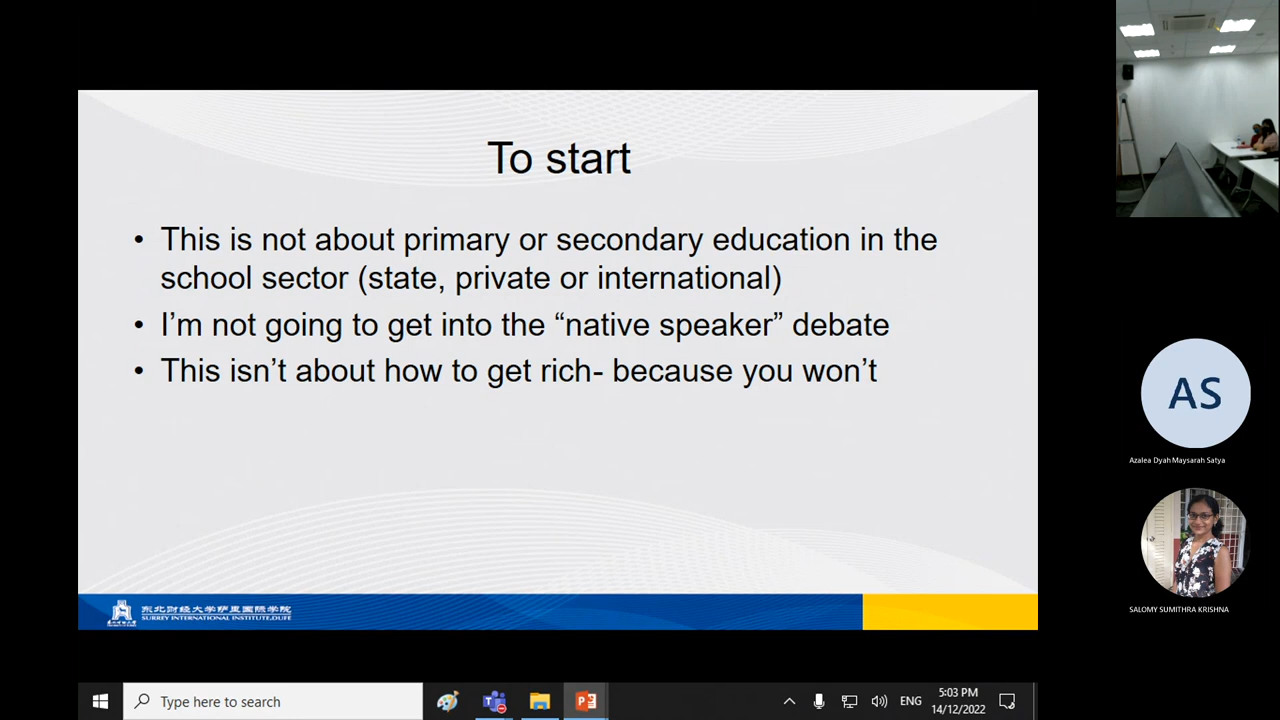 To start
• This is not about primary or secondary education in the
school sector (state, private or international)
• I'm not going to get into the “native speaker” debate
• This isn't about how to get rich- because you won't
东北财经大学萨里国际学院
SURREY INTERNATIONAL INSTITUTE,DUFE
AS
Azalea Dyah Maysarah Satya
SALOMY SUMITHRA KRISHNA
Type here to search
ENG
5:03 PM
14/12/2022